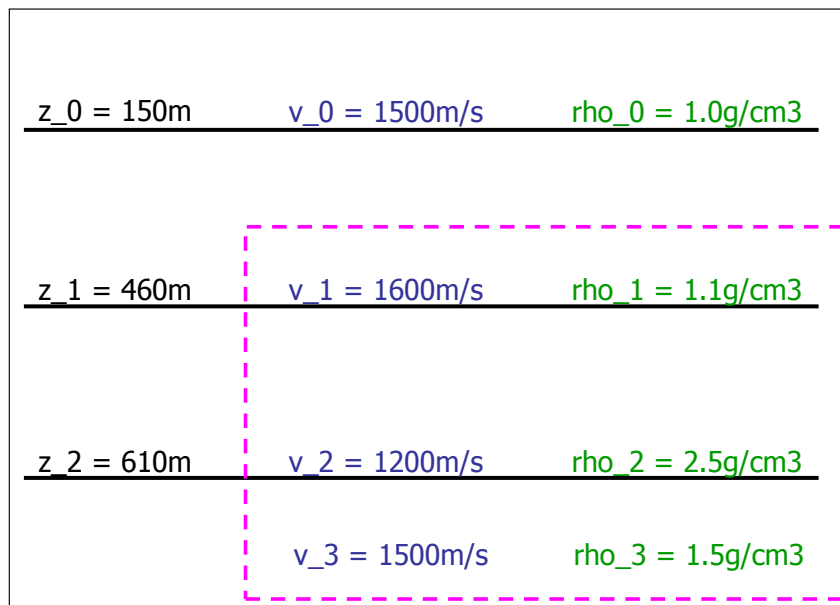 z_0 = 150m v_0 = 1500m/s rho_0 = 1.0g/cm3
z_1 = 460m v_1 = 1600m/s rho_1 = 1.1g/cm3
z_2 = 610m v_2 = 1200m/s rho_2 = 2.5g/cm3
v_3 = 1500m/s rho_3 = 1.5g/cm3